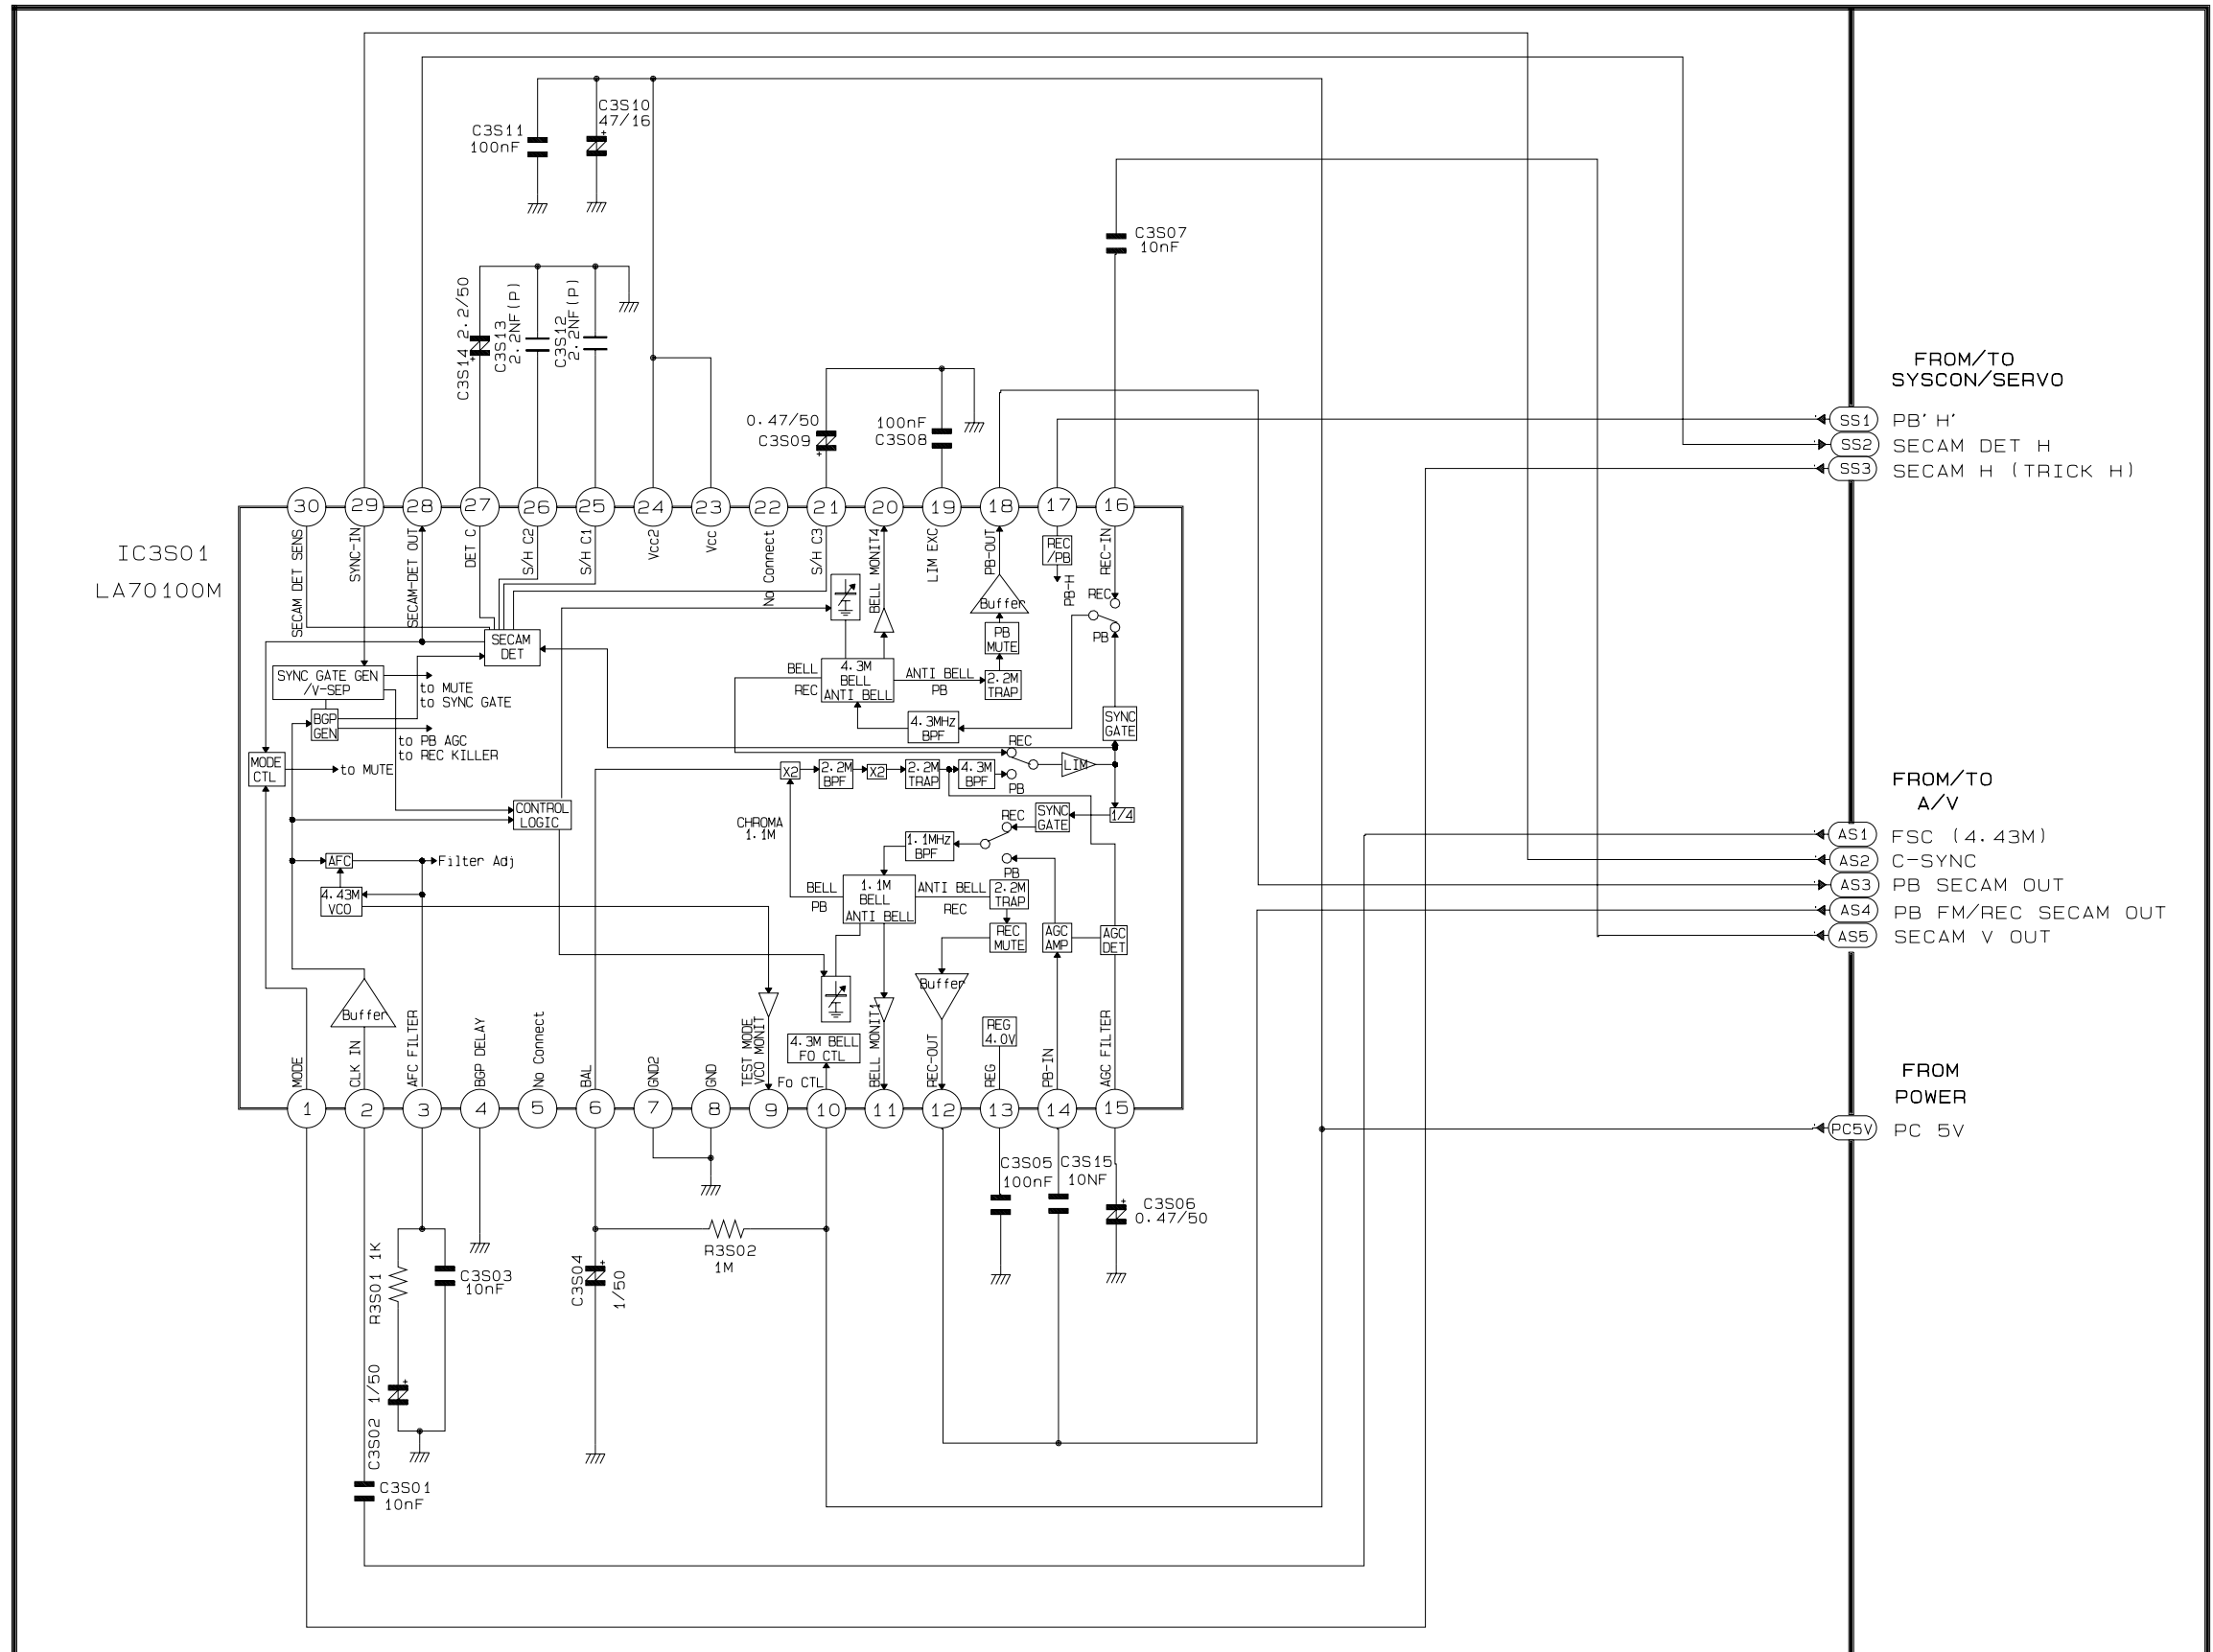 C3S10
47/16
C3S11
100nF
C3S07
10nF
C3S14 2.2/50
C3S13
2.2NF(P)
C3S12
2.2NF(P)
0.47/50
C3S09
100nF
C3S08
FROM/TO
SYSCON/SERVO
SS1 PB'H'
SS2 SECAM DET H
SS3 SECAM H (TRICK H)
IC3S01
LA70100M
30 29 28 27 26 25 24 23 22 21 20 19 18 17 16
SECAM DET SENS
SYNC-IN
SECAM-DET OUT
DET C
S/H C2
S/H C1
Vcc2
Vcc
No Connect
S/H C3
BELL MONIT4
LIM EXC
PB-OUT
REC
/PB
PB-H
REC-IN
REC
PB
Buffer
PB
MUTE
SECAM
DET
SYNC GATE GEN
/V-SEP
to MUTE
to SYNC GATE
BGP
GEN
to PB AGC
to REC KILLER
MODE
CTL
to MUTE
BELL
REC
4.3M
BELL
ANTI BELL
ANTI BELL
PB
2.2M
TRAP
4.3MHz
BPF
SYNC
GATE
REC
PB
LIM
X2
2.2M
BPF
X2
2.2M
TRAP
4.3M
BPF
CONTROL
LOGIC
CHROMA
1.1M
1/4
SYNC
GATE
REC
PB
1.1MHz
BPF
AFC
Filter Adj
4.43M
VCO
BELL
PB
1.1M
BELL
ANTI BELL
ANTI BELL
REC
2.2M
TRAP
REC
MUTE
AGC
AMP
AGC
DET
Buffer
Buffer
4.3M BELL
FO CTL
REG
4.0V
MODE
CLK IN
AFC FILTER
BGP DELAY
No Connect
BAL
GND2
GND
TEST MODE
VCO MONIT
Fo CTL
BELL MONIT1
REC-OUT
REG
PB-IN
AGC FILTER
1 2 3 4 5 6 7 8 9 10 11 12 13 14 15
FROM/TO
A/V
AS1 FSC (4.43M)
AS2 C-SYNC
AS3 PB SECAM OUT
AS4 PB FM/REC SECAM OUT
AS5 SECAM V OUT
FROM
POWER
PC5V PC 5V
C3S05
100nF
C3S15
10NF
C3S06
0.47/50
R3S02
1M
C3S04
1/50
R3S01 1K
C3S03
10nF
C3S02 1/50
C3S01
10nF